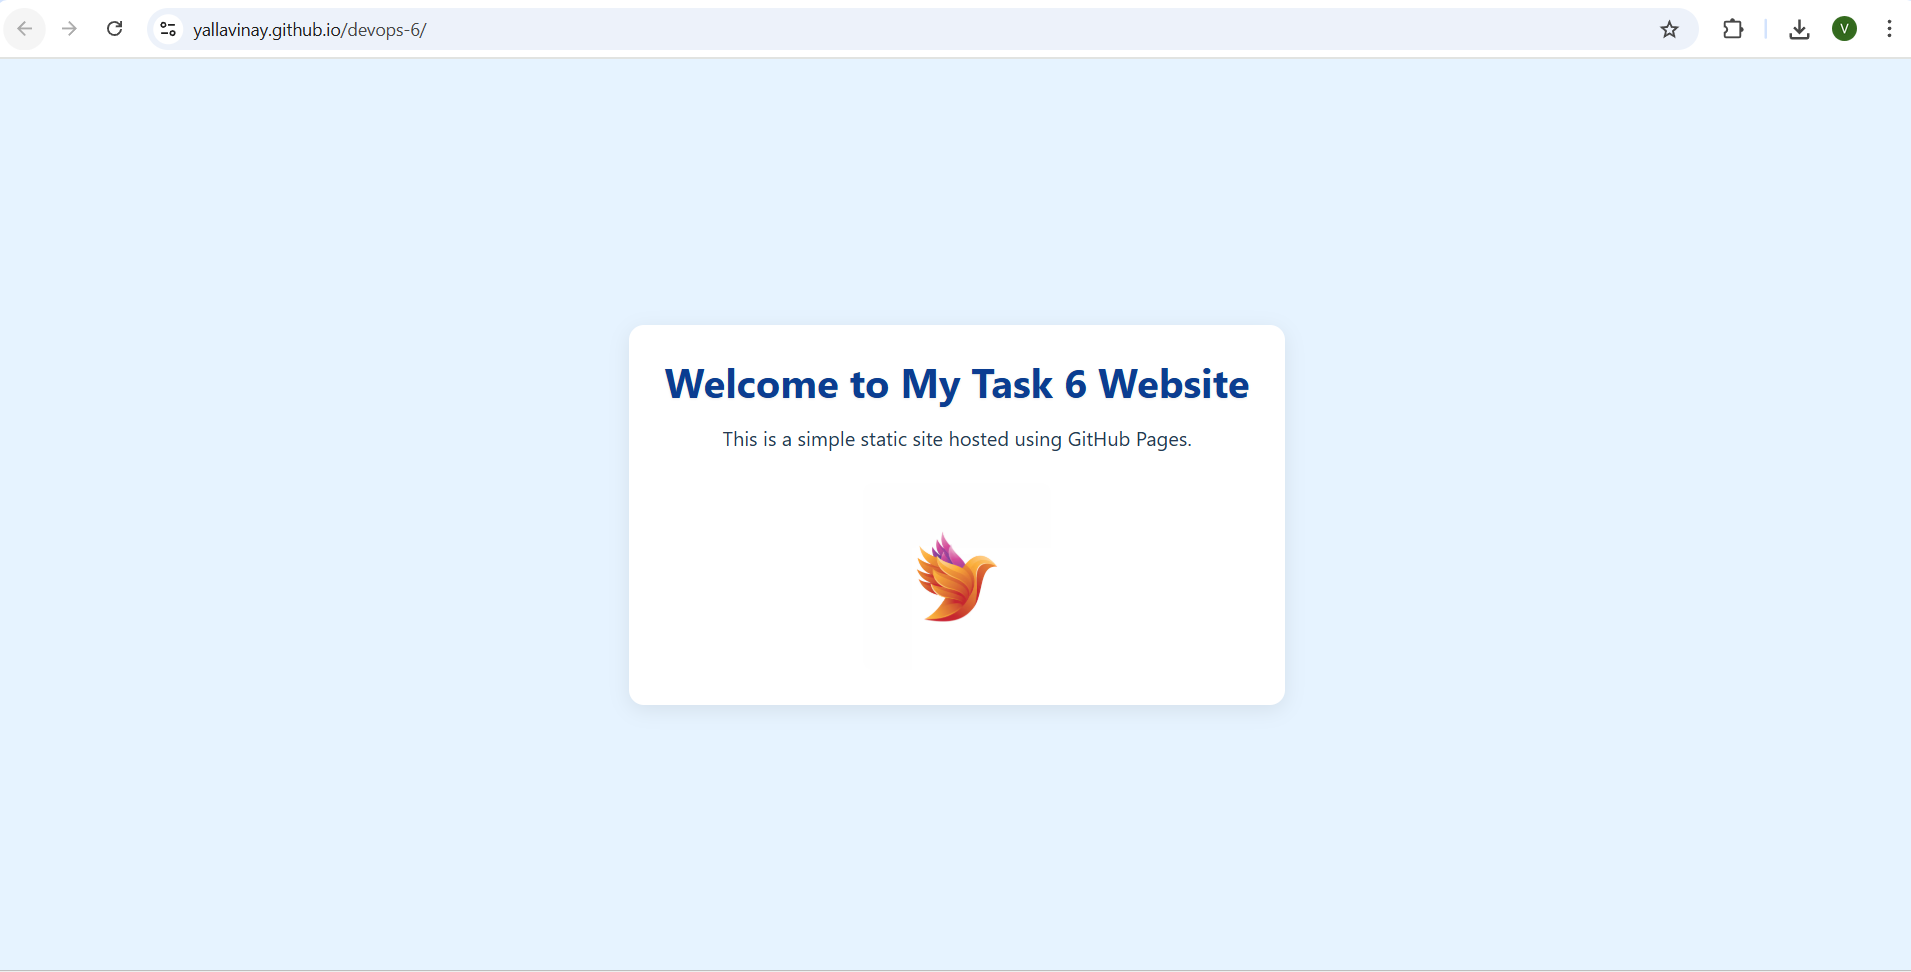 yallavinay.github.io/devops-6/
V
Welcome to My Task 6 Website
This is a simple static site hosted using GitHub Pages.